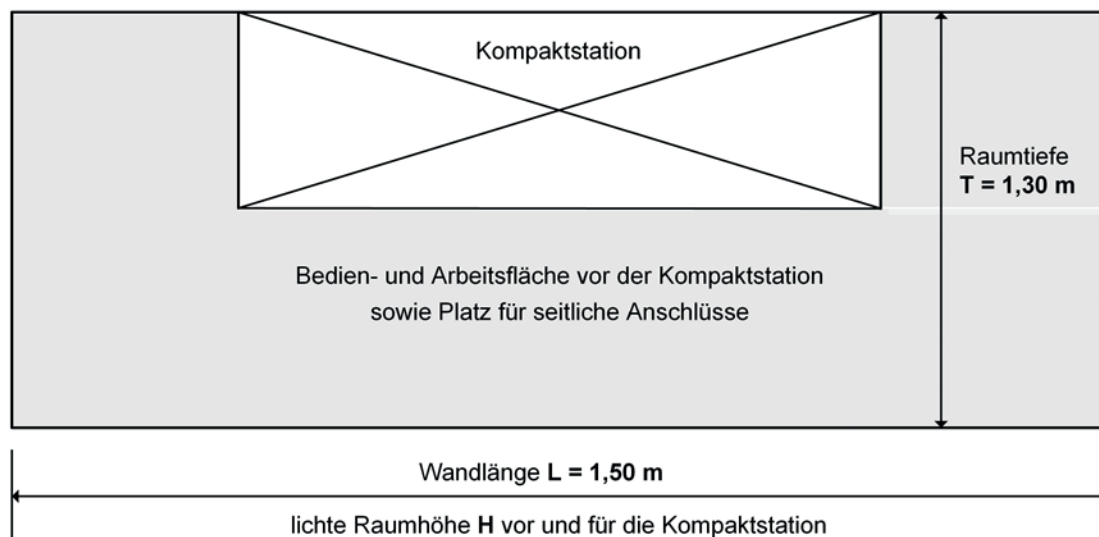 Kompaktstation
Raumtiefe
T = 1,30 m
Bedien- und Arbeitsfläche vor der Kompaktstation
sowie Platz für seitliche Anschlüsse
Wandlänge L = 1,50 m
lichte Raumhöhe H vor und für die Kompaktstation